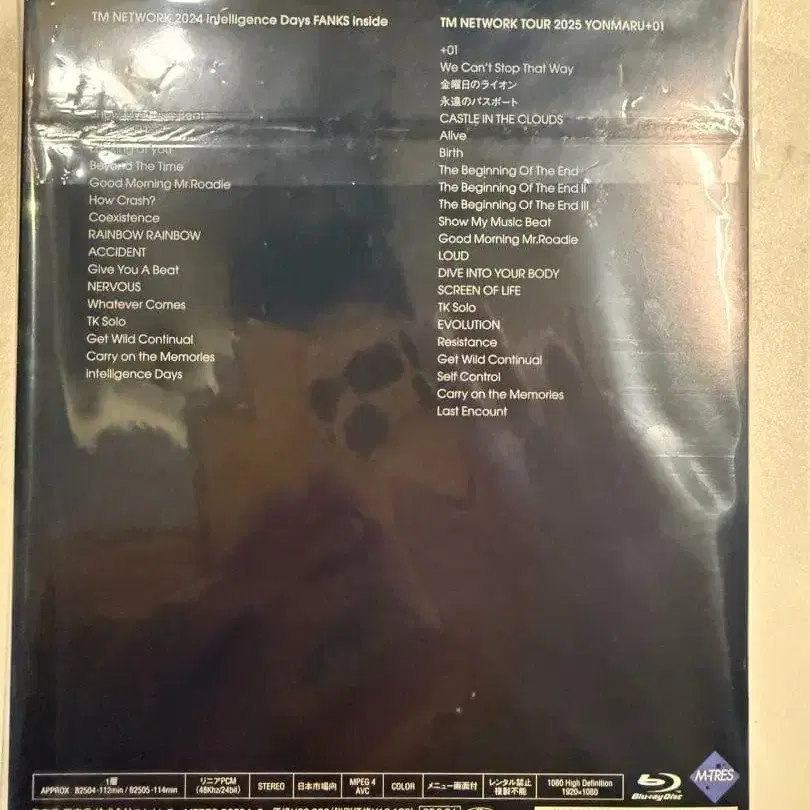 TM NETWORK 2024 intelligence Days FANKS inside
Beyond The Time
Good Morning Mr.Roadie
How Crash?
Coexistence
RAINBOW RAINBOW
ACCIDENT
Give You A Beat
NERVOUS
Whatever Comes
TK Solo
Get Wild Continual
Carry on the Memories
intelligence Days
TM NETWORK TOUR 2025 YONMARU+01
+01
We Can't Stop That Way
金曜日のライオン
永遠のパスポート
CASTLE IN THE CLOUDS
Alive
Birth
The Beginning Of The End
The Beginning Of The End II
The Beginning Of The End III
Show My Music Beat
Good Morning Mr.Roadie
LOUD
DIVE INTO YOUR BODY
SCREEN OF LIFE
TK Solo
EVOLUTION
Resistance
Get Wild Continual
Self Control
Carry on the Memories
Last Encount
1層
APPROX B2504-112min / B2505-114min
リニアPCM
(48Khz/24bit)
STEREO
日本市場向
MPEG 4
AVC
COLOR
メニュー画面付
レンタル禁止
複製不能
1080 High Definition
1920×1080
Blu-ray Disc
M-TRES